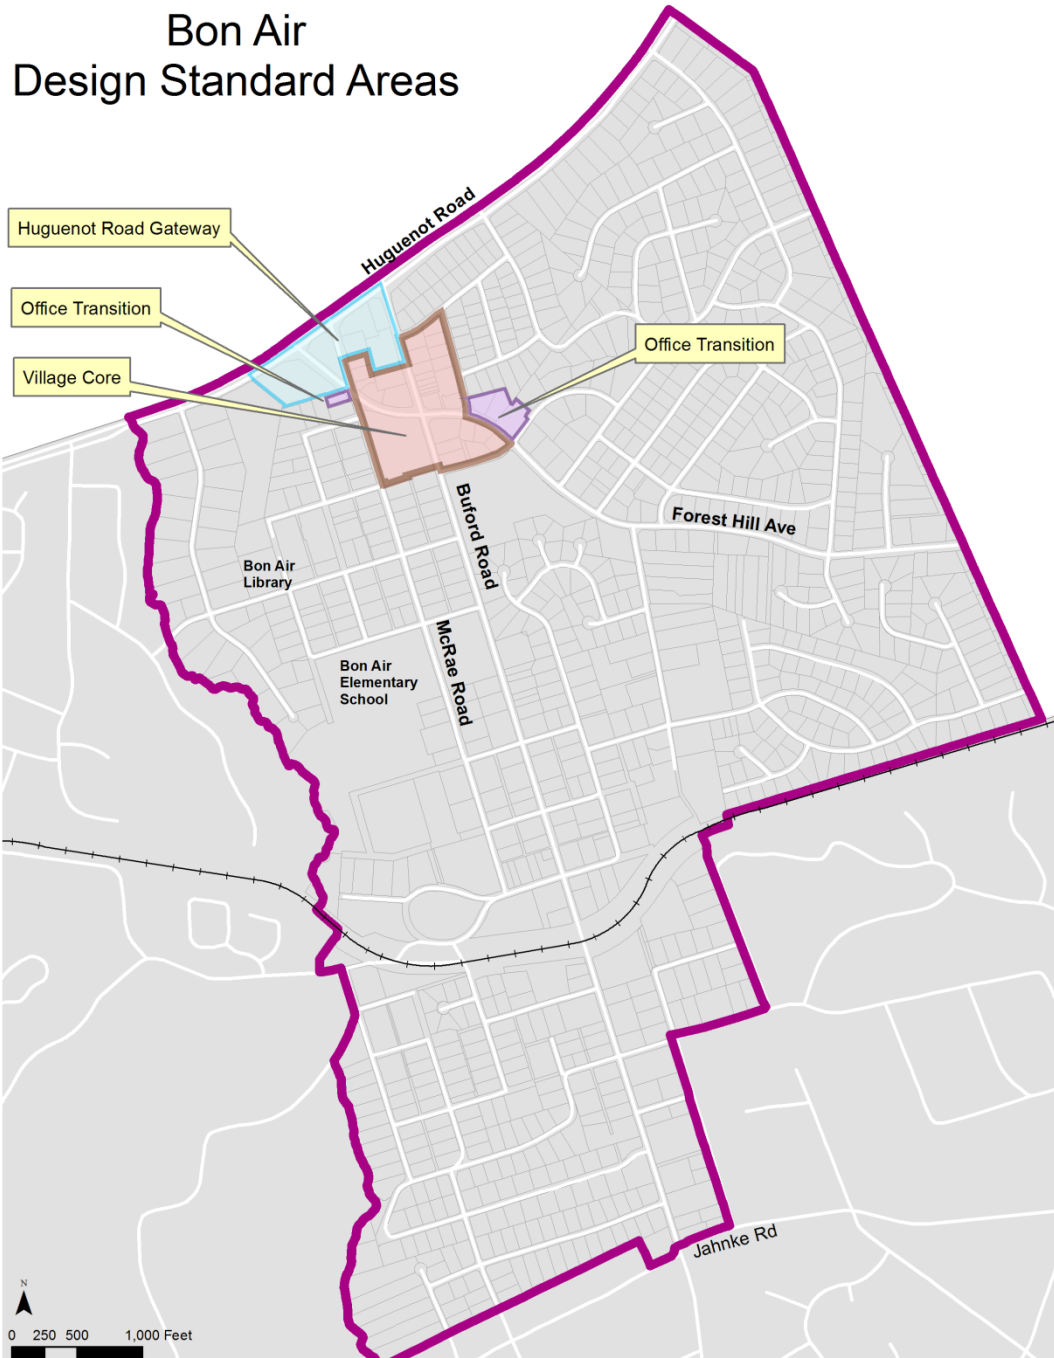 Bon Air
Design Standard Areas
Huguenot Road
Huguenot Road Gateway
Office Transition
Village Core
Office Transition
Forest Hill Ave
Buford Road
Bon Air
Library
McRae Road
Bon Air
Elementary
School
Jahnke Rd
N
0 250 500 1,000 Feet